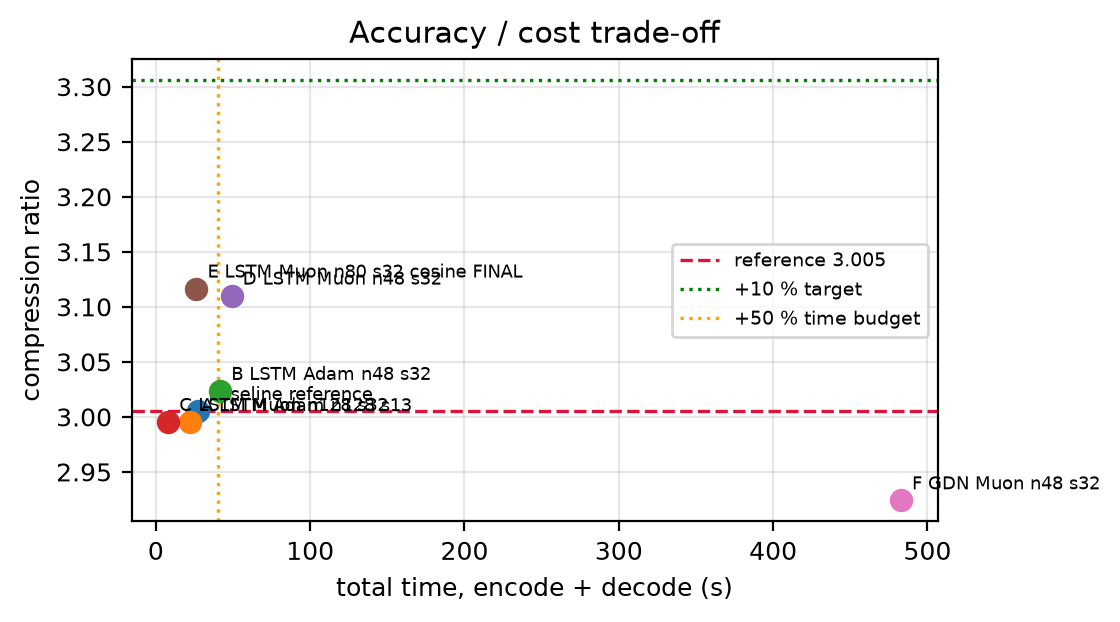 Accuracy / cost trade-off
3.30
3.25
3.20
3.15
3.10
3.05
3.00
2.95
compression ratio
E LSTM Muon n80 s32 cosine FINAL
D LSTM Muon n48 s32
B LSTM Adam n48 s32
seline reference
F GDN Muon n48 s32
reference 3.005
+10 % target
+50 % time budget
0
100
200
300
400
500
total time, encode + decode (s)